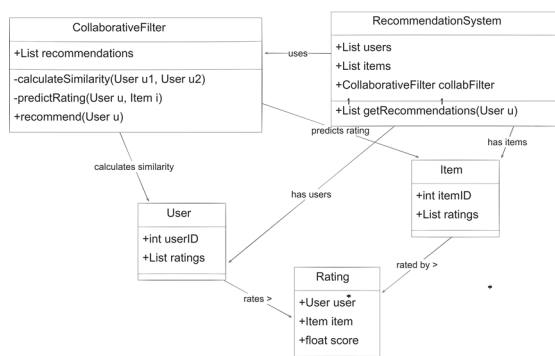 CollaborativeFilter
+List recommendations
-calculateSimilarity(User u1, User u2)
-predictRating(User u, Item i)
+recommend(User u)
uses
RecommendationSystem
+List users
+List items
+CollaborativeFilter collabFilter
+List getRecommendations(User u)
predicts rating
has items
calculates similarity
has users
Item
+int itemID
+List ratings
User
+int userID
+List ratings
rated by >
rates >
Rating
+User user
+Item item
+float score